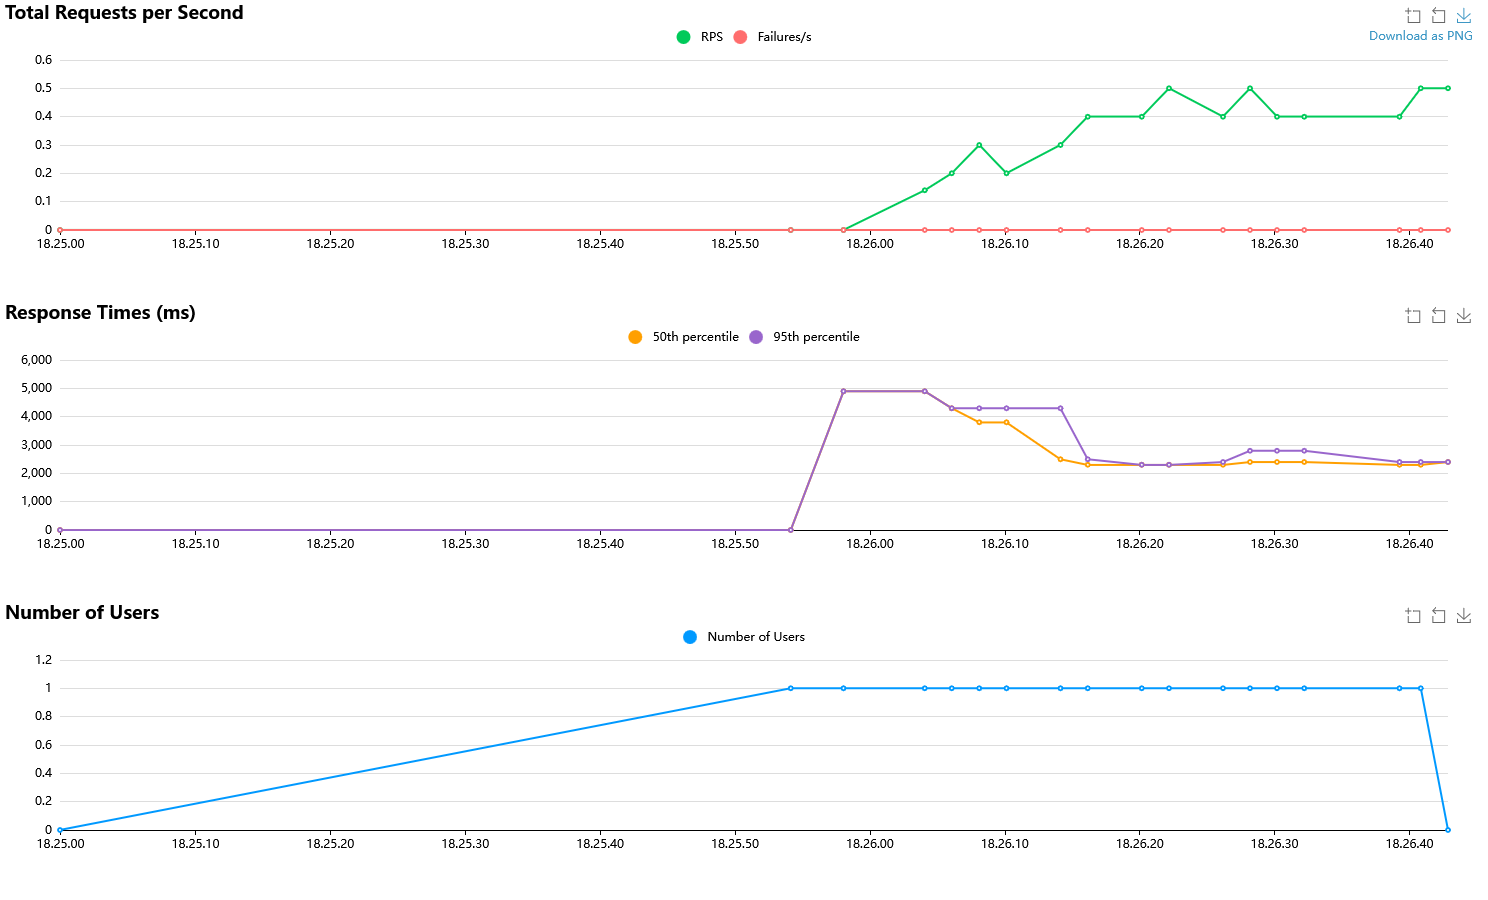 Total Requests per Second
Download as PNG
RPS Failures/s
0.6
0.5
0.4
0.3
0.2
0.1
0
18.25.00 18.25.10 18.25.20 18.25.30 18.25.40 18.25.50 18.26.00 18.26.10 18.26.20 18.26.30 18.26.40
Response Times (ms)
50th percentile 95th percentile
6,000
5,000
4,000
3,000
2,000
1,000
0
18.25.00 18.25.10 18.25.20 18.25.30 18.25.40 18.25.50 18.26.00 18.26.10 18.26.20 18.26.30 18.26.40
Number of Users
Number of Users
1.2
1
0.8
0.6
0.4
0.2
0
18.25.00 18.25.10 18.25.20 18.25.30 18.25.40 18.25.50 18.26.00 18.26.10 18.26.20 18.26.30 18.26.40